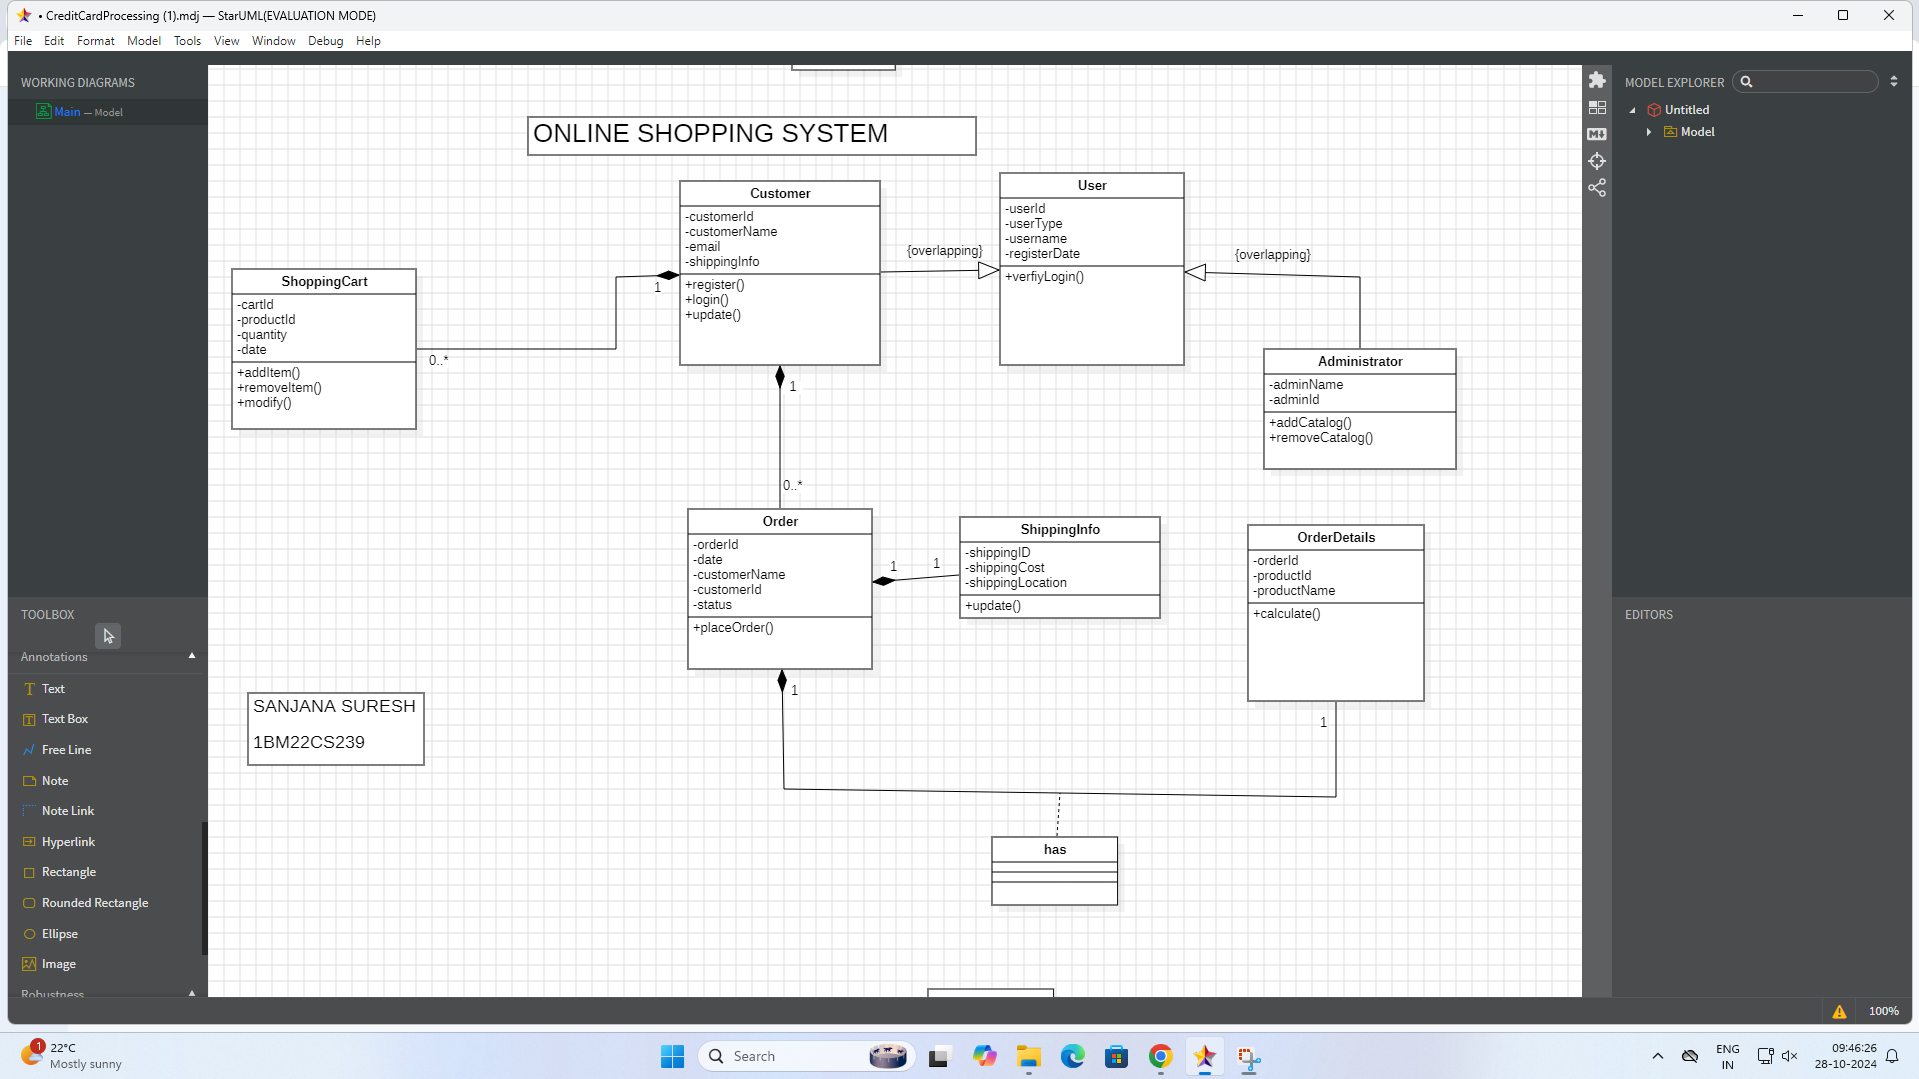 • CreditCardProcessing (1).mdj — StarUML(EVALUATION MODE)
File Edit Format Model Tools View Window Debug Help
WORKING DIAGRAMS
Main — Model
TOOLBOX
Annotations
Text
Text Box
Free Line
Note
Note Link
Hyperlink
Rectangle
Rounded Rectangle
Ellipse
Image
Robustness
ONLINE SHOPPING SYSTEM
ShoppingCart
-cartId
-productId
-quantity
-date
+addItem()
+removeItem()
+modify()
0..*
1
Customer
-customerId
-customerName
-email
-shippingInfo
+register()
+login()
+update()
{overlapping}
User
-userId
-userType
-username
-registerDate
+verfiyLogin()
{overlapping}
Administrator
-adminName
-adminId
+addCatalog()
+removeCatalog()
1
0..*
Order
-orderId
-date
-customerName
-customerId
-status
+placeOrder()
1
1
ShippingInfo
-shippingID
-shippingCost
-shippingLocation
+update()
OrderDetails
-orderId
-productId
-productName
+calculate()
1
1
has
SANJANA SURESH
1BM22CS239
MODEL EXPLORER
Untitled
Model
EDITORS
100%
1
22°C
Mostly sunny
Search
ENG
IN
09:46:26
28-10-2024